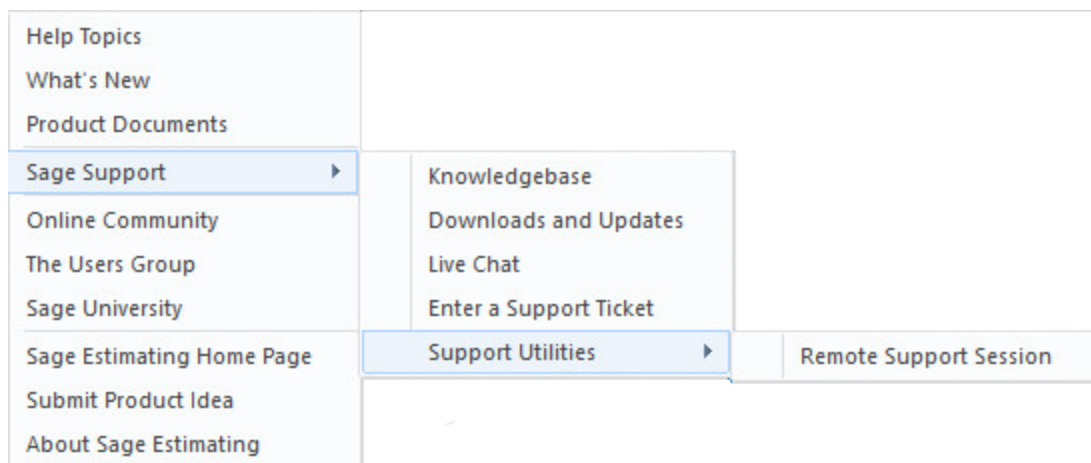 Help Topics
What's New
Product Documents
Sage Support
Knowledgebase
Online Community
Downloads and Updates
The Users Group
Live Chat
Sage University
Enter a Support Ticket
Sage Estimating Home Page
Support Utilities
Remote Support Session
Submit Product Idea
About Sage Estimating